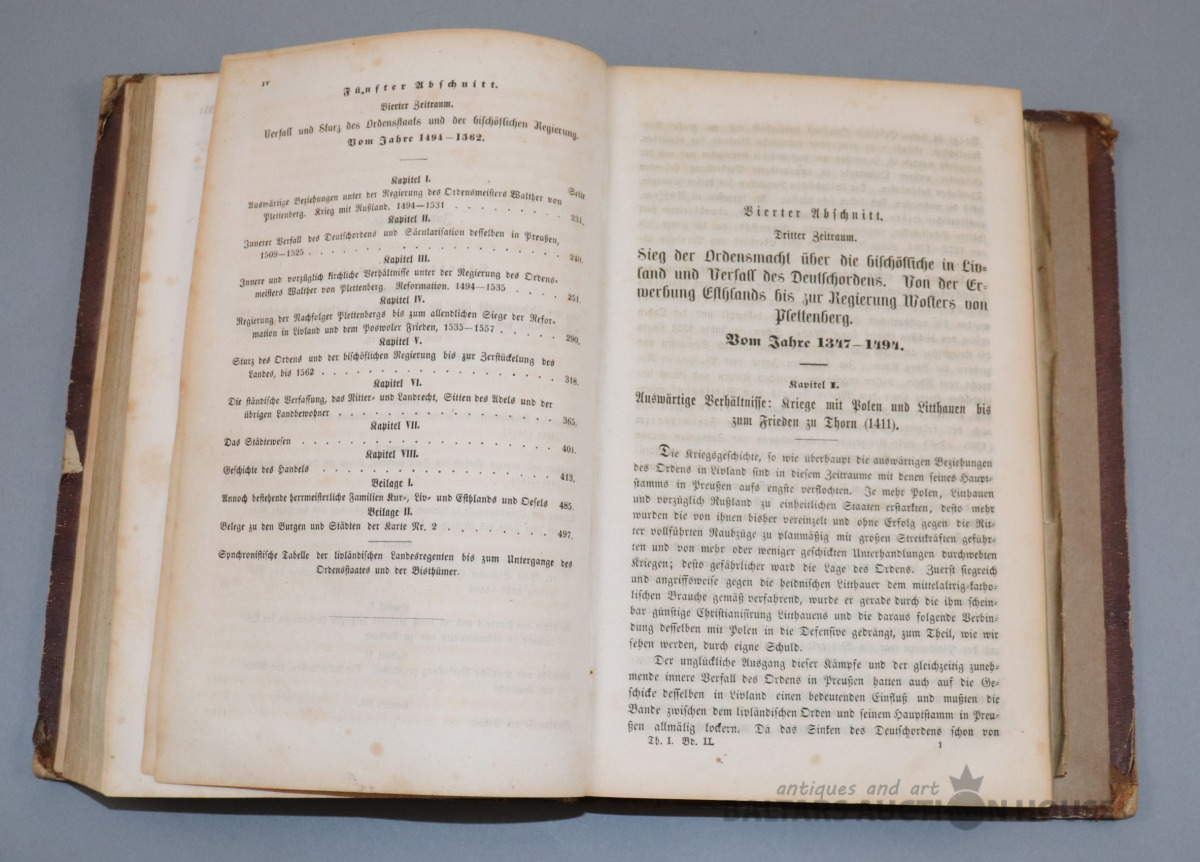 IV
Fünfter Abschnitt.
Vierter Zeitraum.
Verfall und Sturz des Ordensstaats und der bischöflichen Regierung.
Vom Jahre 1494–1562.
Kapitel I.
Seite
Auswärtige Beziehungen unter der Regierung des Ordensmeisters Walther von
Plettenberg. Krieg mit Rußland. 1494–1531 . . . . . . . . . 231.
Kapitel II.
Innerer Verfall des Deutschordens und Säcularisation desselben in Preußen,
1509–1525 . . . . . . . . . . . . . . . . 240.
Kapitel III.
Innere und vorzüglich kirchliche Verhältnisse unter der Regierung des Ordens-
meisters Walther von Plettenberg. Reformation. 1494–1535 . . . . 251.
Kapitel IV.
Regierung der Nachfolger Plettenbergs bis zum allendlichen Siege der Refor-
mation in Livland und dem Poswoler Frieden, 1535–1557 . . . . . 290.
Kapitel V.
Sturz des Ordens und der bischöflichen Regierung bis zur Zerstückelung des
Landes, bis 1562 . . . . . . . . . . . . . . . . 318.
Kapitel VI.
Die ständische Verfassung, das Ritter- und Landrecht, Sitten des Adels und der
übrigen Landbewohner . . . . . . . . . . . . . . . 365.
Kapitel VII.
Das Städtewesen . . . . . . . . . . . . . . . . . . 401.
Kapitel VIII.
Geschichte des Handels . . . . . . . . . . . . . . . . 413.
Beilage I.
Annoch bestehende herrmeisterliche Familien Kur-, Liv- und Esthlands und Oesels 485.
Beilage II.
Belege zu den Burgen und Städten der Karte Nr. 2 . . . . . . . 497.
Synchronistische Tabelle der livländischen Landesregenten bis zum Untergange des
Ordensstaates und der Bisthümer.
Vierter Abschnitt.
Dritter Zeitraum.
Sieg der Ordensmacht über die bischöfliche in Liv-
land und Verfall des Deutschordens. Von der Er-
werbung Esthlands bis zur Regierung Wolters von
Plettenberg.
Vom Jahre 1347–1494.
Kapitel I.
Auswärtige Verhältnisse: Kriege mit Polen und Litthauen bis
zum Frieden zu Thorn (1411).
Die Kriegsgeschichte, so wie überhaupt die auswärtigen Beziehungen
des Ordens in Livland sind in diesem Zeitraume mit denen seines Haupt-
stamms in Preußen aufs engste verflochten. Je mehr Polen, Litthauen
und vorzüglich Rußland zu einheitlichen Staaten erstarkten, desto mehr
wurden die von ihnen bisher vereinzelt und ohne Erfolg gegen die Rit-
ter vollführten Raubzüge zu planmäßig mit großen Streitkräften geführ-
ten und von mehr oder weniger geschickten Unterhandlungen durchwebten
Kriegen; desto gefährlicher ward die Lage des Ordens. Zuerst siegreich
und angriffsweise gegen die heidnischen Litthauer dem mittelaltrig-katho-
lischen Brauche gemäß verfahrend, wurde er gerade durch die ihm schein-
bar günstige Christianisirung Litthauens und die daraus folgende Verbin-
dung desselben mit Polen in die Defensive gedrängt, zum Theil, wie wir
sehen werden, durch eigne Schuld.
Der unglückliche Ausgang dieser Kämpfe und der gleichzeitig zuneh-
mende innere Verfall des Ordens in Preußen hatten auch auf die Ge-
schicke desselben in Livland einen bedeutenden Einfluß und mußten die
Bande zwischen dem livländischen Orden und seinem Hauptstamm in Preu-
ßen allmälig lockern. Da das Sinken des Deutschordens schon von
Th. I. Bd. II.
1
antiques and art
BALTARS AUCTION HOUSE